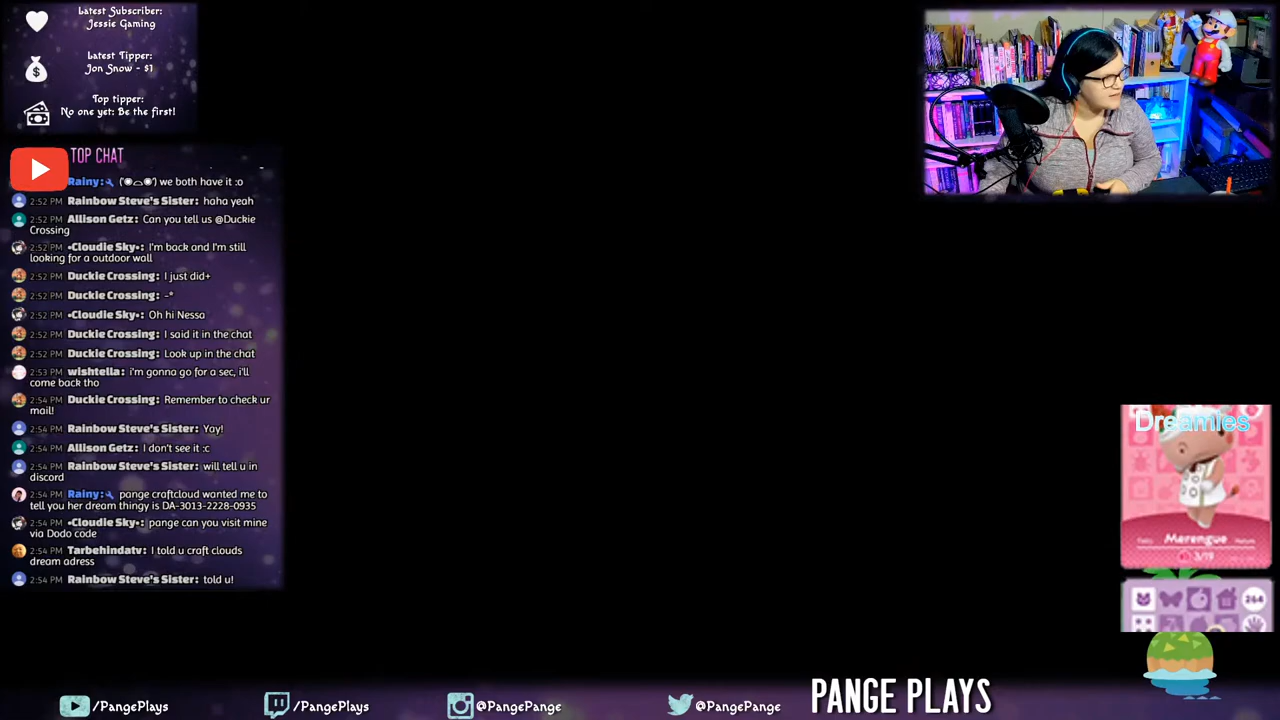 Latest Subscriber:
Jessie Gaming
Latest Tipper:
Jon Snow - $1
Top tipper:
No one yet: Be the first!
TOP CHAT
Rainy: ('◉⌓◉') we both have it :o
2:52 PM Rainbow Steve's Sister: haha yeah
2:52 PM Allison Getz: Can you tell us @Duckie
Crossing
2:52 PM •Cloudie Sky•: I'm back and I'm still
looking for a outdoor wall
2:52 PM Duckie Crossing: I just did+
2:52 PM Duckie Crossing: -*
2:52 PM •Cloudie Sky•: Oh hi Nessa
2:52 PM Duckie Crossing: I said it in the chat
2:52 PM Duckie Crossing: Look up in the chat
2:53 PM wishtella: i'm gonna go for a sec, i'll
come back tho
2:54 PM Duckie Crossing: Remember to check ur
mail!
2:54 PM Rainbow Steve's Sister: Yay!
2:54 PM Allison Getz: I don't see it :c
2:54 PM Rainbow Steve's Sister: will tell u in
discord
2:54 PM Rainy: pange craftcloud wanted me to
tell you her dream thingy is DA-3013-2228-0935
2:54 PM •Cloudie Sky•: pange can you visit mine
via Dodo code
2:54 PM Tarbehindatv: I told u craft clouds
dream adress
2:54 PM Rainbow Steve's Sister: told u!
Dreamies
Merengue
3/19
264
/PangePlays
/PangePlays
@PangePange
@PangePange
PANGE PLAYS